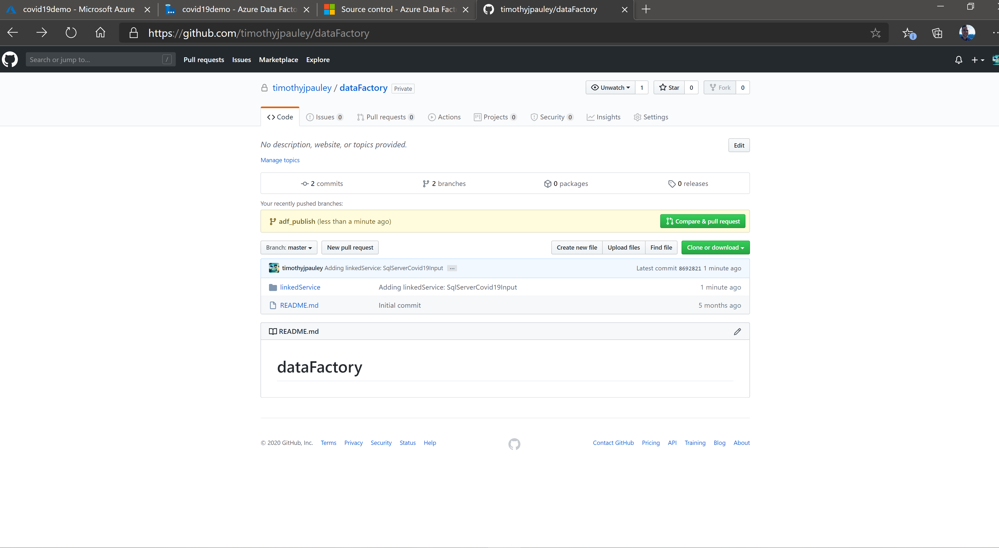 covid19demo - Microsoft Azure covid19demo - Azure Data Facto Source control - Azure Data Fact timothyjpauley/dataFactory
https://github.com/timothyjpauley/dataFactory
Search or jump to... / Pull requests Issues Marketplace Explore
timothyjpauley / dataFactory Private Unwatch 1 Star 0 Fork 0
Code Issues 0 Pull requests 0 Actions Projects 0 Security 0 Insights Settings
No description, website, or topics provided. Edit
Manage topics
2 commits 2 branches 0 packages 0 releases
Your recently pushed branches:
adf_publish (less than a minute ago) Compare & pull request
Branch: master New pull request Create new file Upload files Find file Clone or download
timothyjpauley Adding linkedService: SqlServerCovid19Input ... Latest commit 8692821 1 minute ago
linkedService Adding linkedService: SqlServerCovid19Input 1 minute ago
README.md Initial commit 5 months ago
README.md
dataFactory
© 2020 GitHub, Inc. Terms Privacy Security Status Help Contact GitHub Pricing API Training Blog About